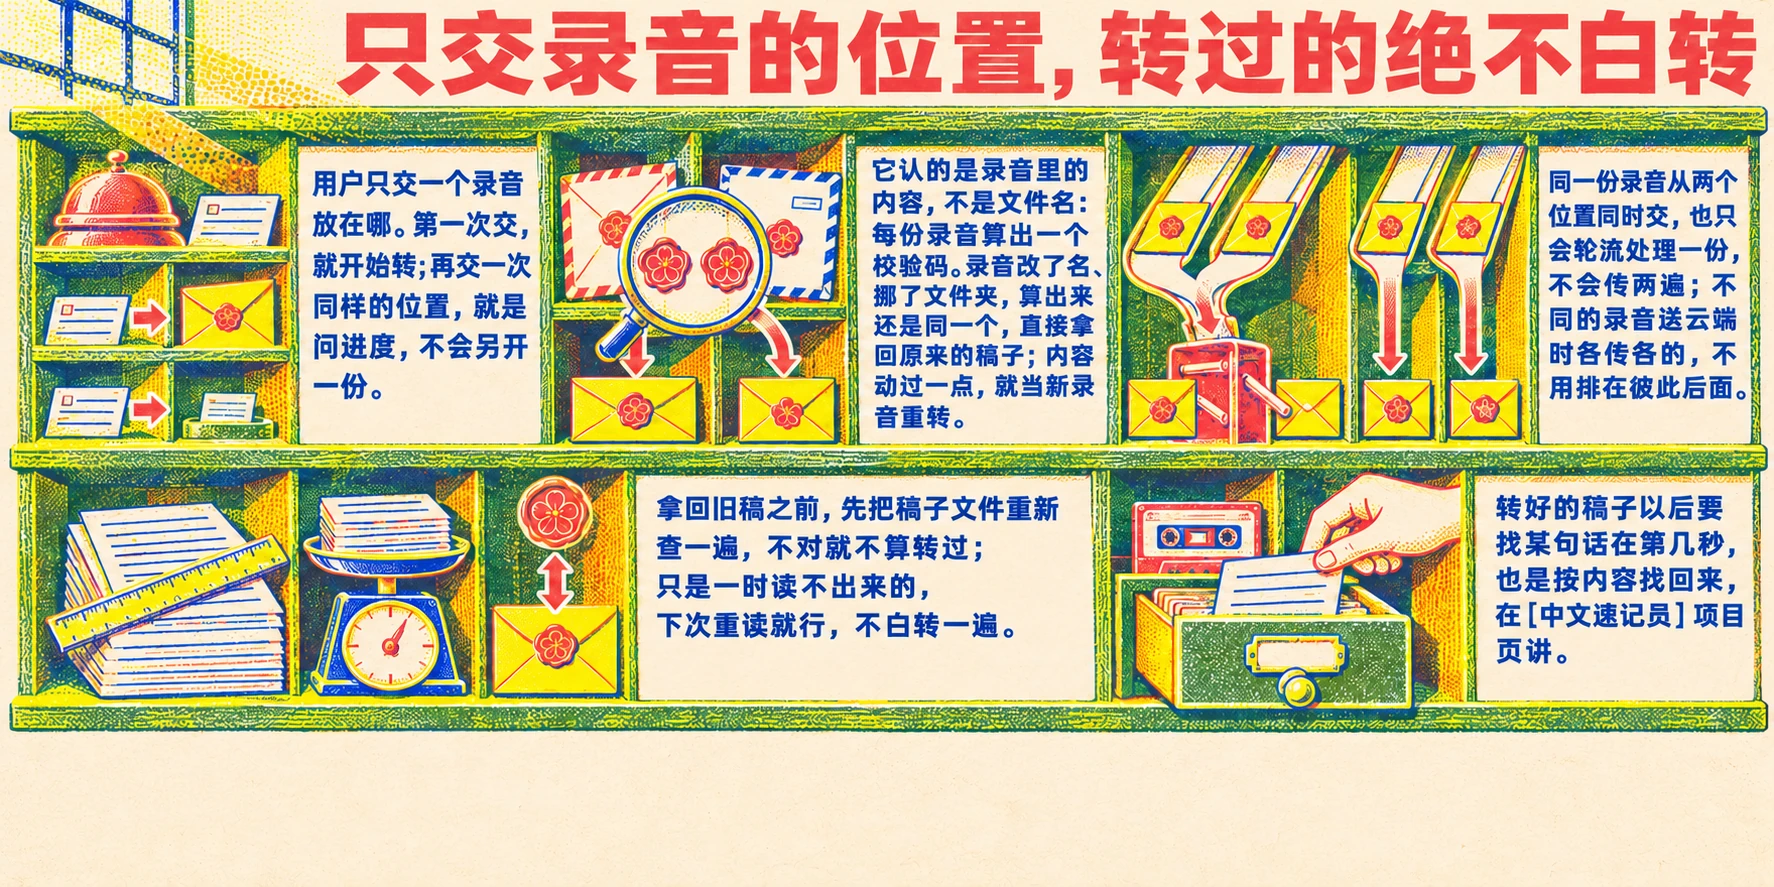 只交录音的位置，转过的绝不白转
用户只交一个录音
放在哪。第一次交，
就开始转；再交一次
同样的位置，就是
问进度，不会另开
一份。
它认的是录音里的
内容，不是文件名：
每份录音算出一个
校验码。录音改了名、
挪了文件夹，算出来
还是同一个，直接拿
回原来的稿子；内容
动过一点，就当新录
音重转。
同一份录音从两个
位置同时交，也只
会轮流处理一份，
不会传两遍；不
同的录音送云端
时各传各的，不
用排在彼此后面。
拿回旧稿之前，先把稿子文件重新
查一遍，不对就不算转过；
只是一时读不出来的，
下次重读就行，不白转一遍。
转好的稿子以后要
找某句话在第几秒，
也是按内容找回来，
在［中文速记员］项目
页讲。